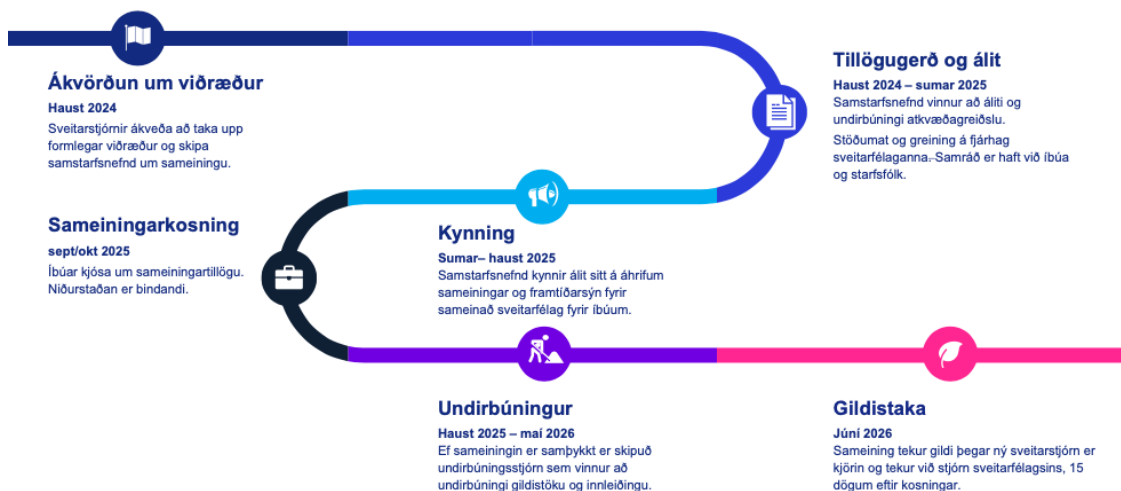 Ákvörðun um viðræður
Haust 2024
Sveitarstjórnir ákveða að taka upp
formlegar viðræður og skipa
samstarfsnefnd um sameiningu.
Tillögugerð og álit
Haust 2024 – sumar 2025
Samstarfsnefnd vinnur að áliti og
undirbúningi atkvæðagreiðslu.
Stöðumat og greining á fjárhag
sveitarfélaganna. Samráð er haft við íbúa
og starfsfólk.
Kynning
Sumar– haust 2025
Samstarfsnefnd kynnir álit sitt á áhrifum
sameiningar og framtíðarsýn fyrir
sameinað sveitarfélag fyrir íbúum.
Sameiningarkosning
sept/okt 2025
Íbúar kjósa um sameiningartillögu.
Niðurstaðan er bindandi.
Undirbúningur
Haust 2025 – maí 2026
Ef sameiningin er samþykkt er skipuð
undirbúningsstjórn sem vinnur að
undirbúningi gildistöku og innleiðingu.
Gildistaka
Júní 2026
Sameining tekur gildi þegar ný sveitarstjórn er
kjörin og tekur við stjórn sveitarfélagsins, 15
dögum eftir kosningar.